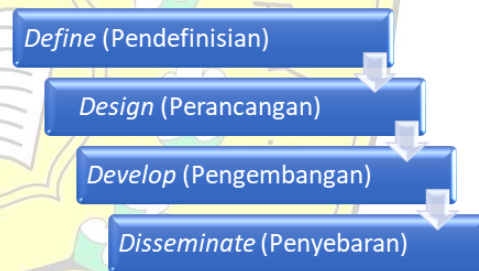 Define (Pendefinisian)
Design (Perancangan)
Develop (Pengembangan)
Disseminate (Penyebaran)